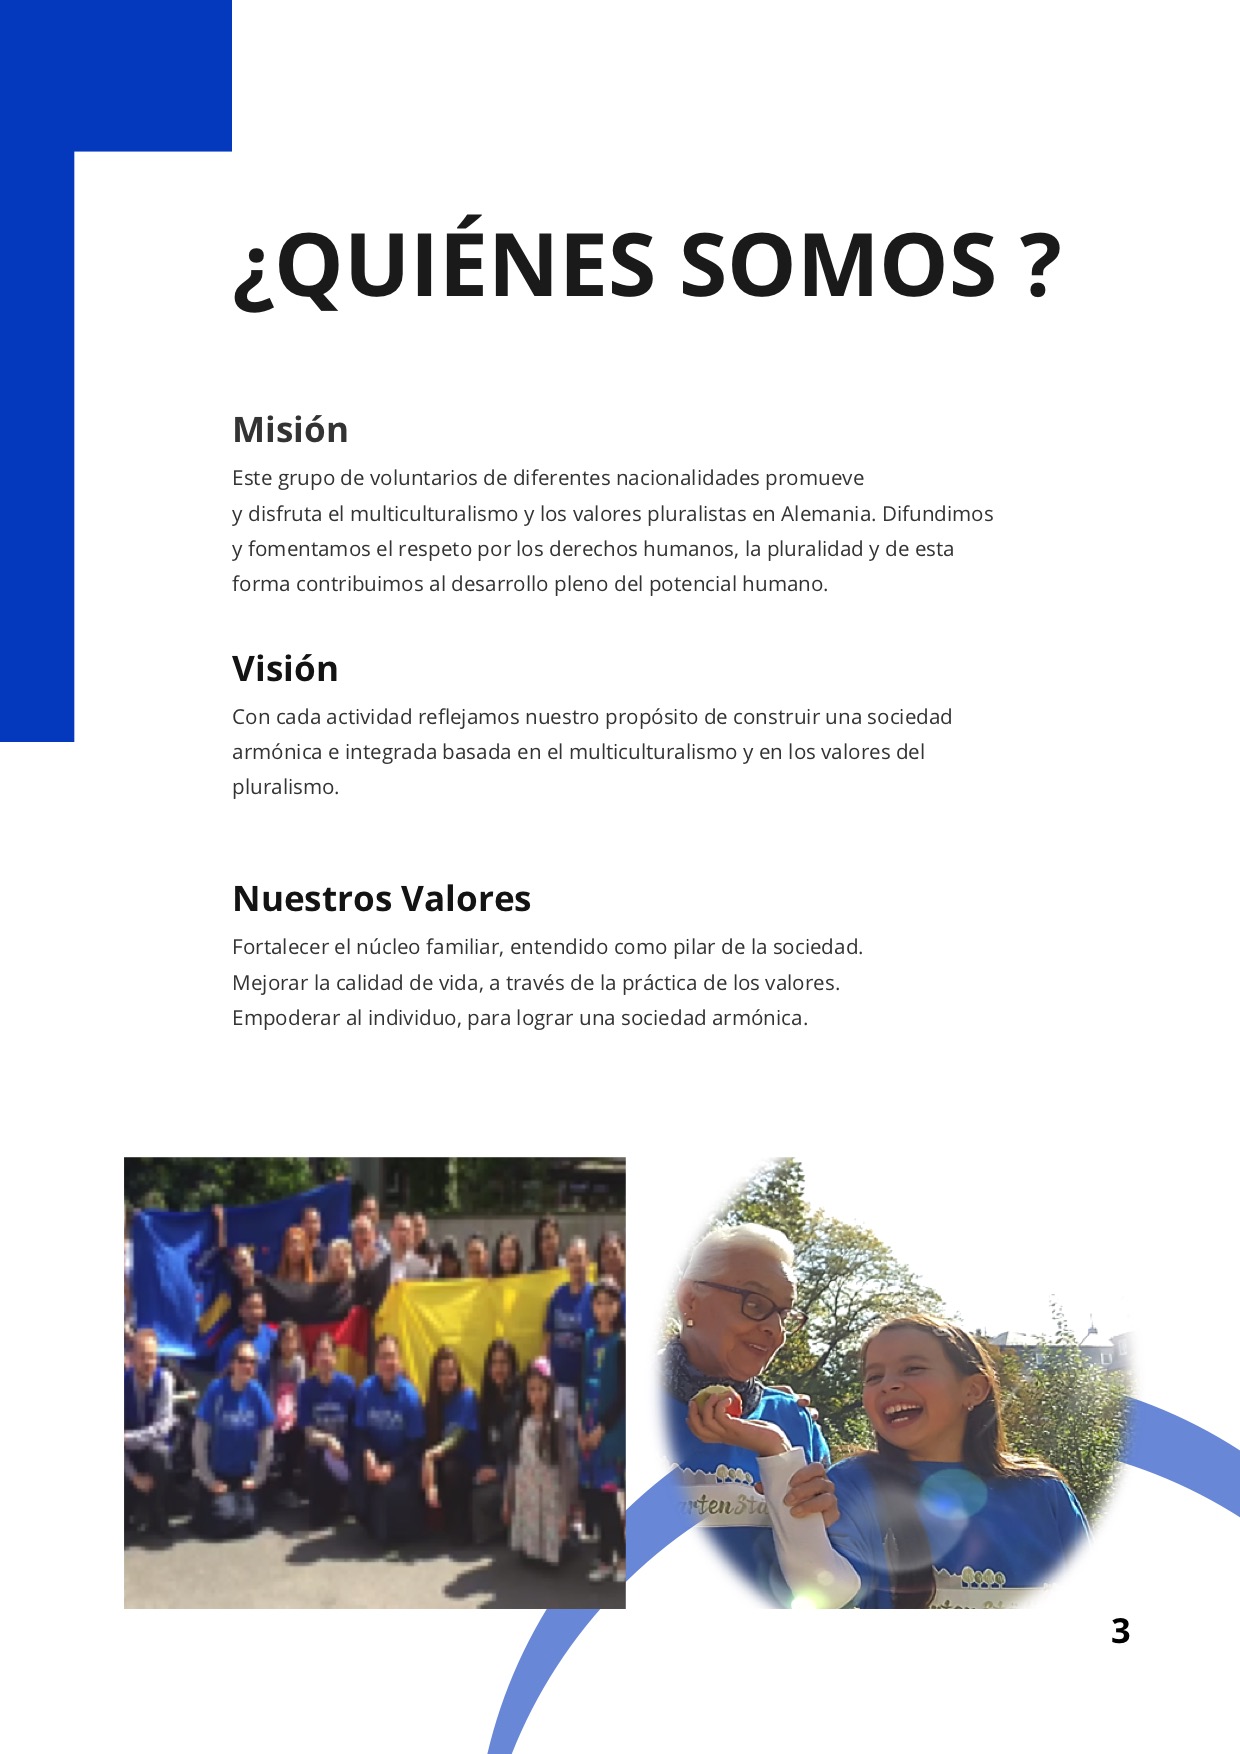 ¿QUIÉNES SOMOS ?
Misión
Este grupo de voluntarios de diferentes nacionalidades promueve
y disfruta el multiculturalismo y los valores pluralistas en Alemania. Difundimos
y fomentamos el respeto por los derechos humanos, la pluralidad y de esta
forma contribuimos al desarrollo pleno del potencial humano.
Visión
Con cada actividad reflejamos nuestro propósito de construir una sociedad
armónica e integrada basada en el multiculturalismo y en los valores del
pluralismo.
Nuestros Valores
Fortalecer el núcleo familiar, entendido como pilar de la sociedad.
Mejorar la calidad de vida, a través de la práctica de los valores.
Empoderar al individuo, para lograr una sociedad armónica.
3